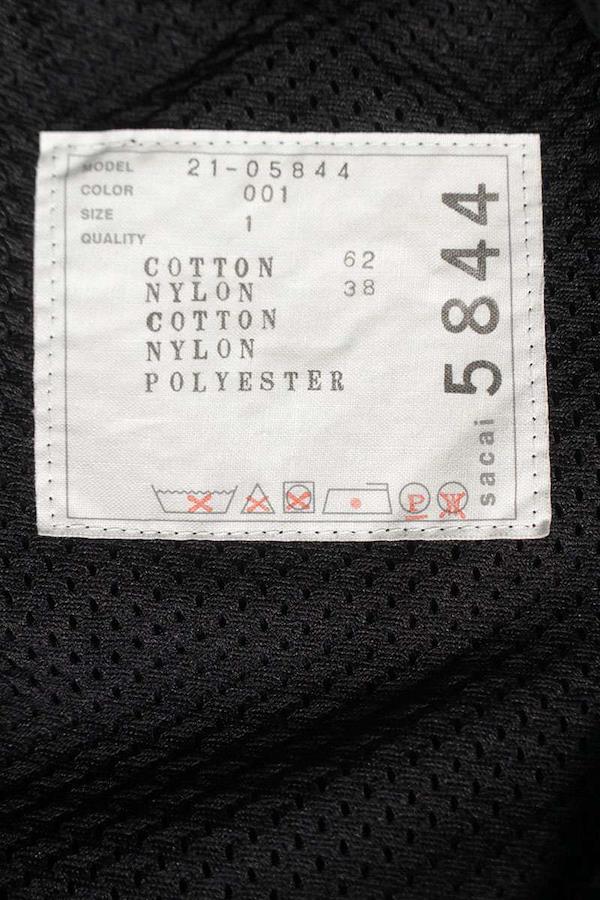 MODEL 21-05844
COLOR 001
SIZE 1
QUALITY
COTTON 62
NYLON 38
COTTON
NYLON
POLYESTER
P W
sacai 5844